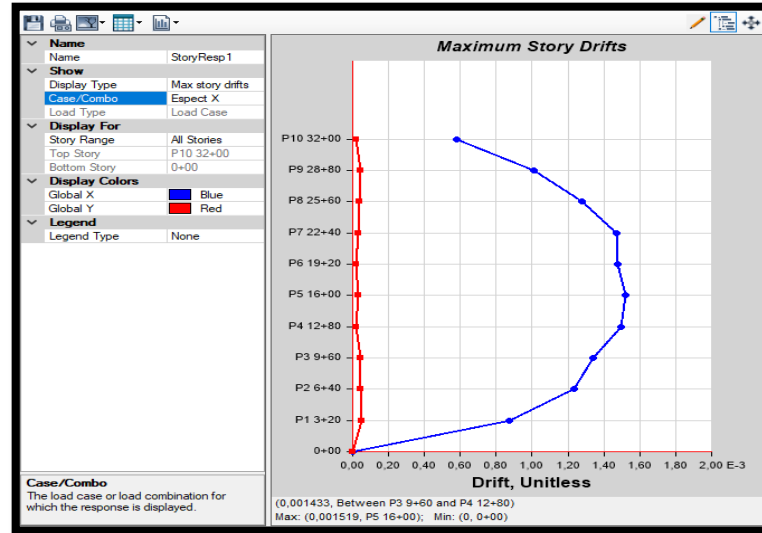 Name
Name StoryResp1
Show
Display Type Max story drifts
Case/Combo Espect X
Load Type Load Case
Display For
Story Range All Stories
Top Story P10 32+00
Bottom Story 0+00
Display Colors
Global X Blue
Global Y Red
Legend
Legend Type None
Case/Combo
The load case or load combination for
which the response is displayed.
Maximum Story Drifts
P10 32+00
P9 28+80
P8 25+60
P7 22+40
P6 19+20
P5 16+00
P4 12+80
P3 9+60
P2 6+40
P1 3+20
0+00
0,00 0,20 0,40 0,60 0,80 1,00 1,20 1,40 1,60 1,80 2,00 E-3
Drift, Unitless
(0,001433, Between P3 9+60 and P4 12+80)
Max: (0,001519, P5 16+00); Min: (0, 0+00)